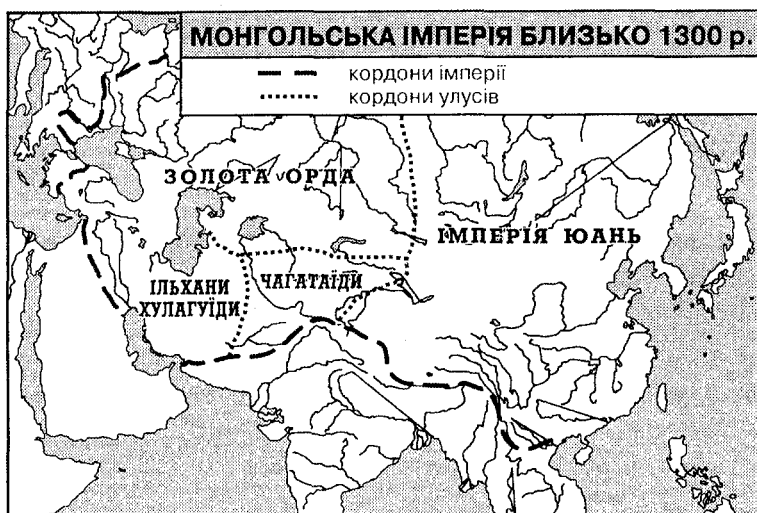 МОНГОЛЬСЬКА ІМПЕРІЯ БЛИЗЬКО 1300 р.
кордони імперії
кордони улусів
ЗОЛОТА ОРДА
ІМПЕРІЯ ЮАНЬ
ІЛЬХАНИ
ХУЛАГУЇДИ
ЧАГАТАЇДИ